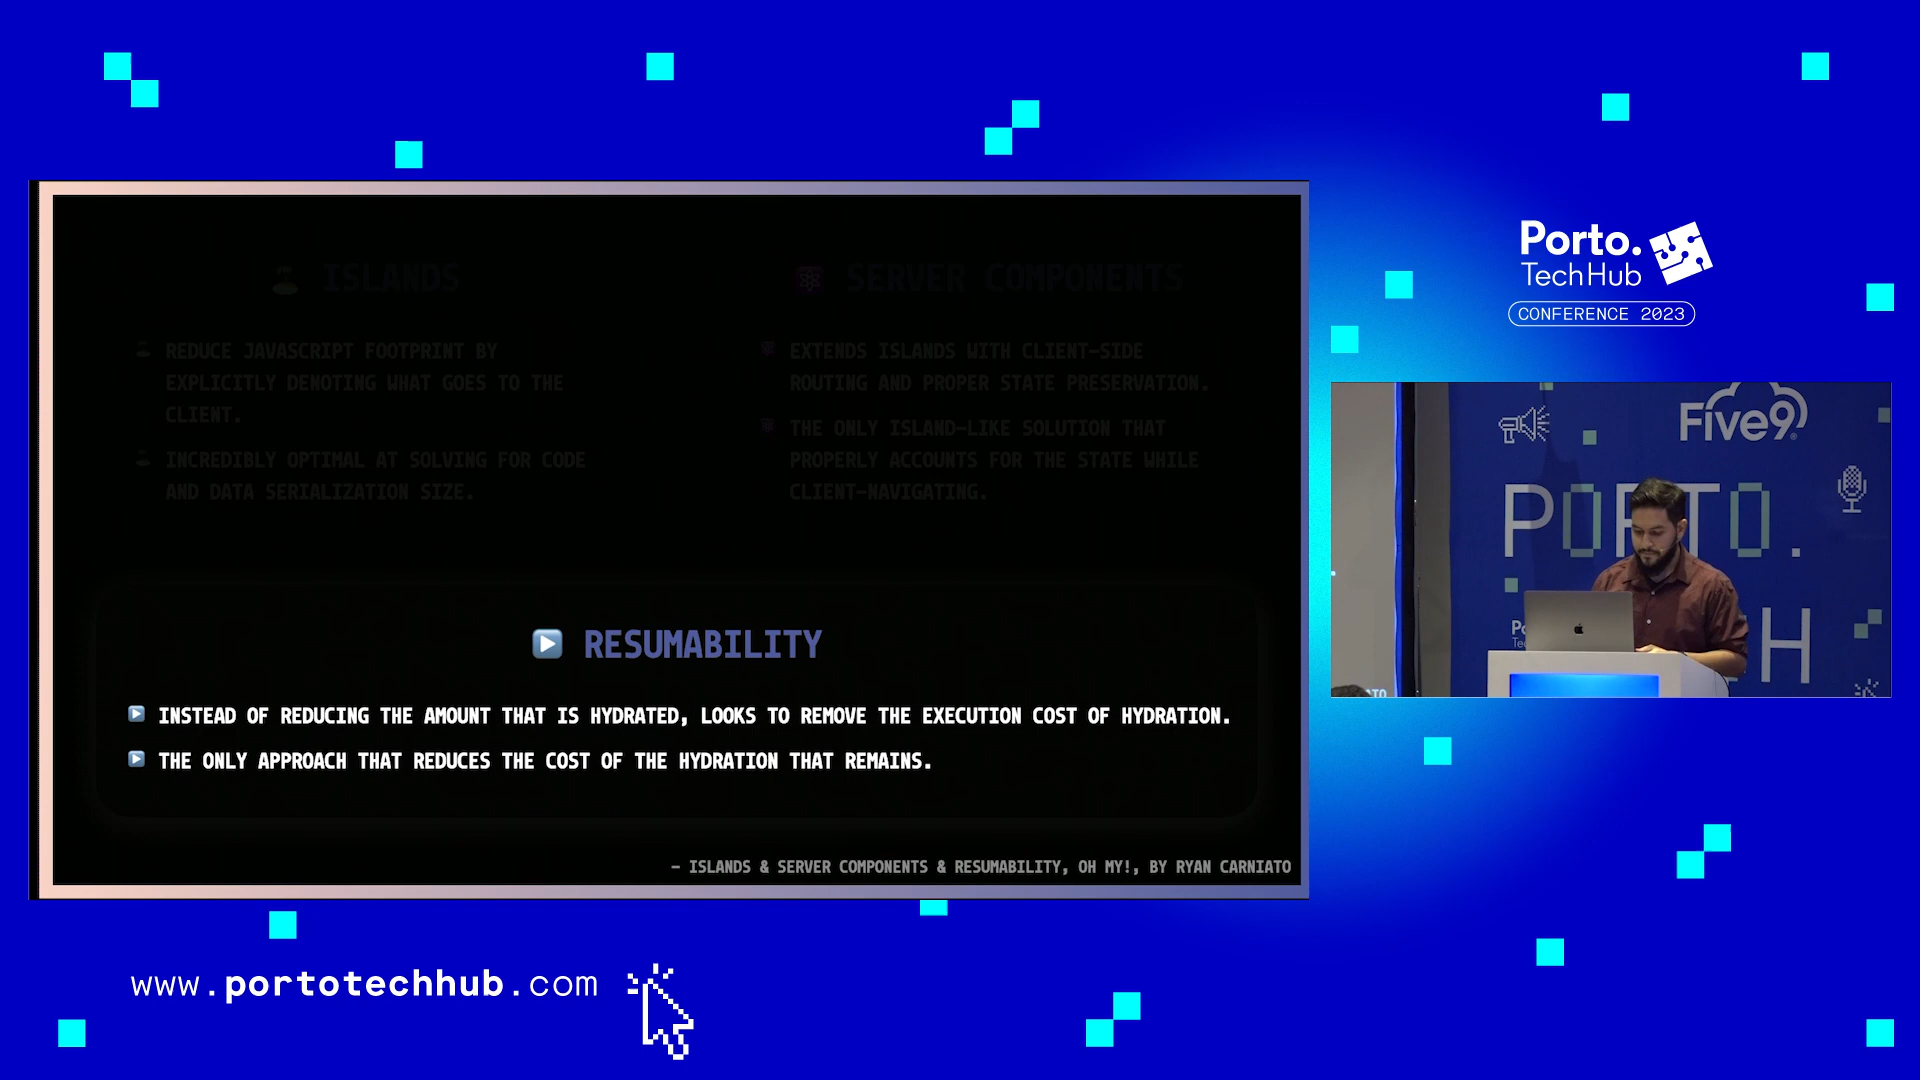 ISLANDS
REDUCE JAVASCRIPT FOOTPRINT BY
EXPLICITLY DENOTING WHAT GOES TO THE
CLIENT.
INCREDIBLY OPTIMAL AT SOLVING FOR CODE
AND DATA SERIALIZATION SIZE.
SERVER COMPONENTS
EXTENDS ISLANDS WITH CLIENT-SIDE
ROUTING AND PROPER STATE PRESERVATION.
THE ONLY ISLAND-LIKE SOLUTION THAT
PROPERLY ACCOUNTS FOR THE STATE WHILE
CLIENT-NAVIGATING.
RESUMABILITY
INSTEAD OF REDUCING THE AMOUNT THAT IS HYDRATED, LOOKS TO REMOVE THE EXECUTION COST OF HYDRATION.
THE ONLY APPROACH THAT REDUCES THE COST OF THE HYDRATION THAT REMAINS.
- ISLANDS & SERVER COMPONENTS & RESUMABILITY, OH MY!, BY RYAN CARNIATO
Porto.
TechHub
CONFERENCE 2023
Five9
PORTO.
H
www.portotechhub.com